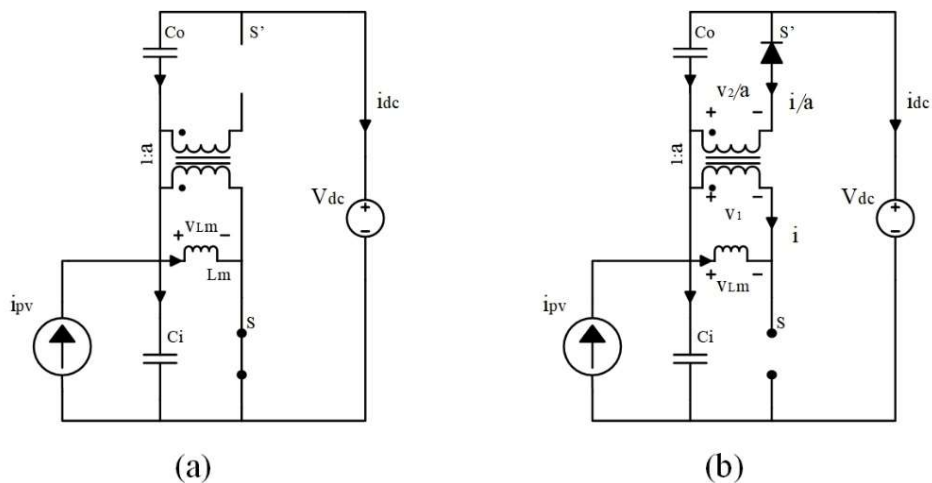 Co
S'
idc
1:a
Vdc
+
-
+ VLm -
Lm
ipv
Ci
S
(a)
Co
S'
+ v2/a -
i/a
idc
1:a
Vdc
+
-
+ -
v1
i
+ -
VLm
ipv
Ci
S
(b)